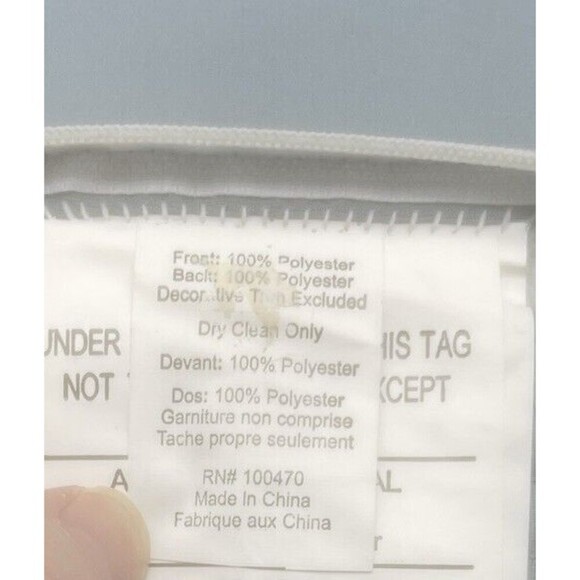 Front: 100% Polyester
Back: 100% Polyester
Decorative Trim Excluded
Dry Clean Only
Devant: 100% Polyester
Dos: 100% Polyester
Garniture non comprise
Tache propre seulement
RN# 100470
Made In China
Fabrique aux China
UNDER
HIS TAG
NOT
XCEPT
A
AL
r